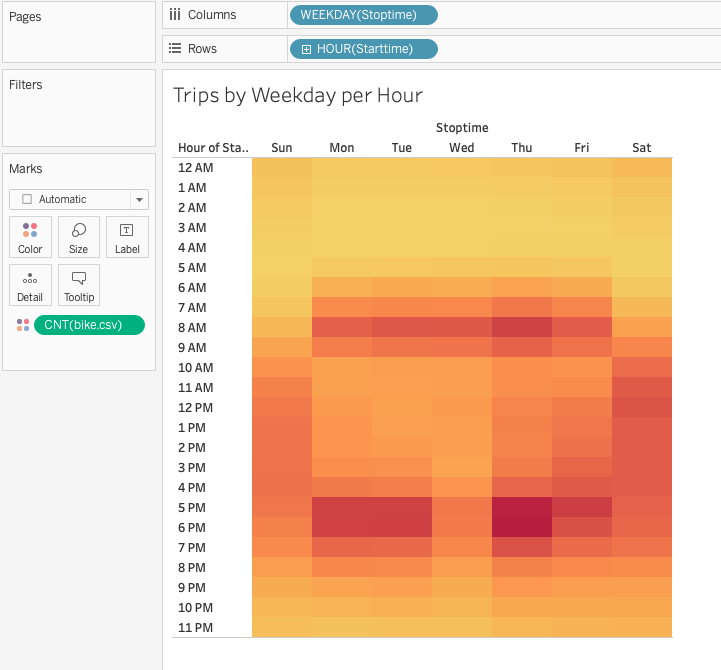 Pages
Columns
WEEKDAY(Stoptime)
Rows
HOUR(Starttime)
Filters
Marks
Automatic
Color
Size
Label
Detail
Tooltip
CNT(bike.csv)
Trips by Weekday per Hour
Stoptime
Hour of Sta.. Sun Mon Tue Wed Thu Fri Sat
12 AM
1 AM
2 AM
3 AM
4 AM
5 AM
6 AM
7 AM
8 AM
9 AM
10 AM
11 AM
12 PM
1 PM
2 PM
3 PM
4 PM
5 PM
6 PM
7 PM
8 PM
9 PM
10 PM
11 PM